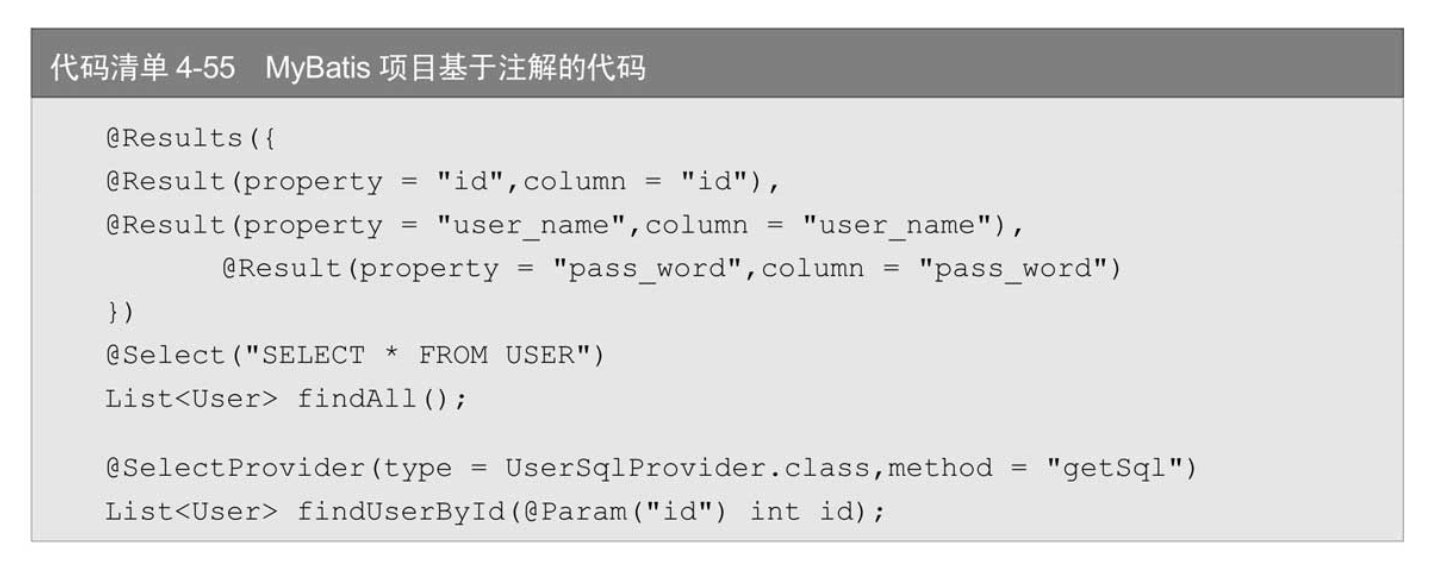 代码清单 4-55 MyBatis 项目基于注解的代码
@Results({
@Result(property = "id",column = "id"),
@Result(property = "user_name",column = "user_name"),
@Result(property = "pass_word",column = "pass_word")
})
@Select("SELECT * FROM USER")
List<User> findAll();
@SelectProvider(type = UserSqlProvider.class,method = "getSql")
List<User> findUserById(@Param("id") int id);